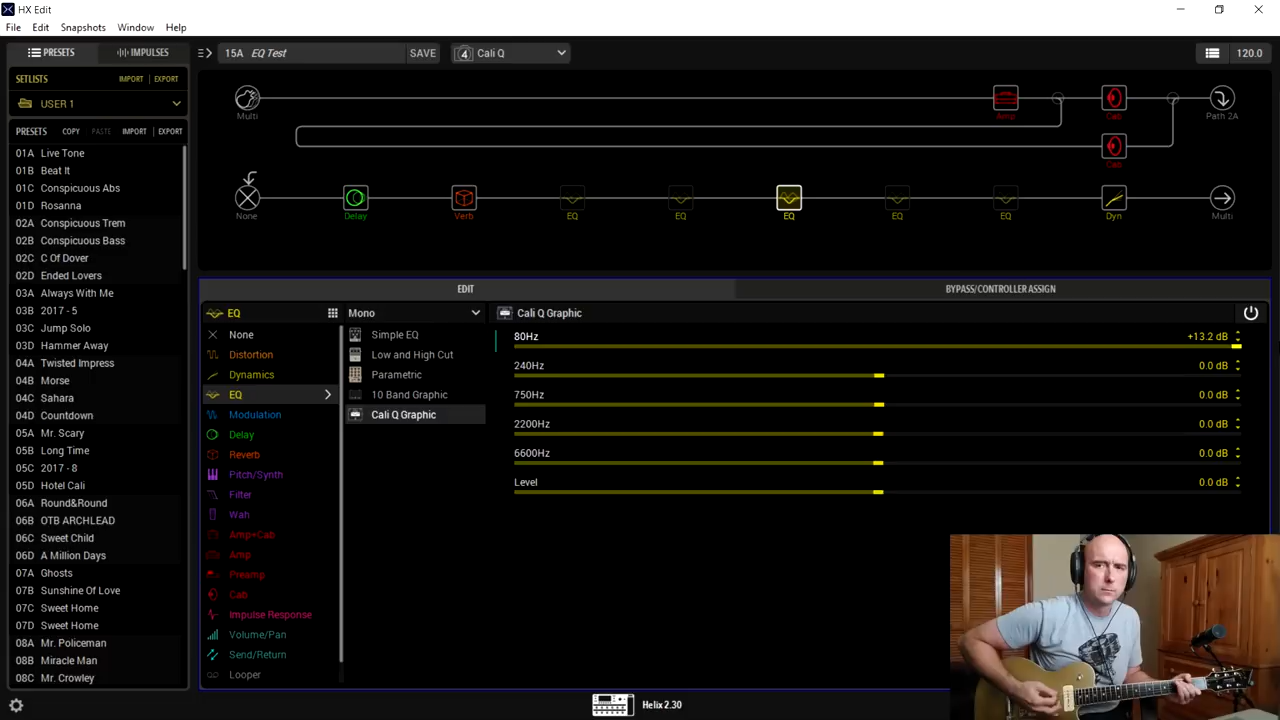 HX Edit
File Edit Snapshots Window Help
PRESETS IMPULSES
15A EQ Test SAVE 4 Cali Q 120.0
SETLISTS IMPORT EXPORT
USER 1
PRESETS COPY PASTE IMPORT EXPORT
01A Live Tone
01B Beat It
01C Conspicuous Abs
01D Rosanna
02A Conspicuous Trem
02B Conspicuous Bass
02C C Of Dover
02D Ended Lovers
03A Always With Me
03B 2017 - 5
03C Jump Solo
03D Hammer Away
04A Twisted Impress
04B Morse
04C Sahara
04D Countdown
05A Mr. Scary
05B Long Time
05C 2017 - 8
05D Hotel Cali
06A Round&Round
06B OTB ARCHLEAD
06C Sweet Child
06D A Million Days
07A Ghosts
07B Sunshine Of Love
07C Sweet Home
07D Sweet Home
08A Mr. Policeman
08B Miracle Man
08C Mr. Crowley
Multi Amp Cab Path 2A
Cab
None Delay Verb EQ EQ EQ EQ EQ Dyn Multi
EDIT BYPASS/CONTROLLER ASSIGN
EQ
None
Distortion
Dynamics
EQ
Modulation
Delay
Reverb
Pitch/Synth
Filter
Wah
Amp+Cab
Amp
Preamp
Cab
Impulse Response
Volume/Pan
Send/Return
Looper
Mono
Simple EQ
Low and High Cut
Parametric
10 Band Graphic
Cali Q Graphic
Cali Q Graphic
80Hz +13.2 dB
240Hz 0.0 dB
750Hz 0.0 dB
2200Hz 0.0 dB
6600Hz 0.0 dB
Level 0.0 dB
Helix 2.30